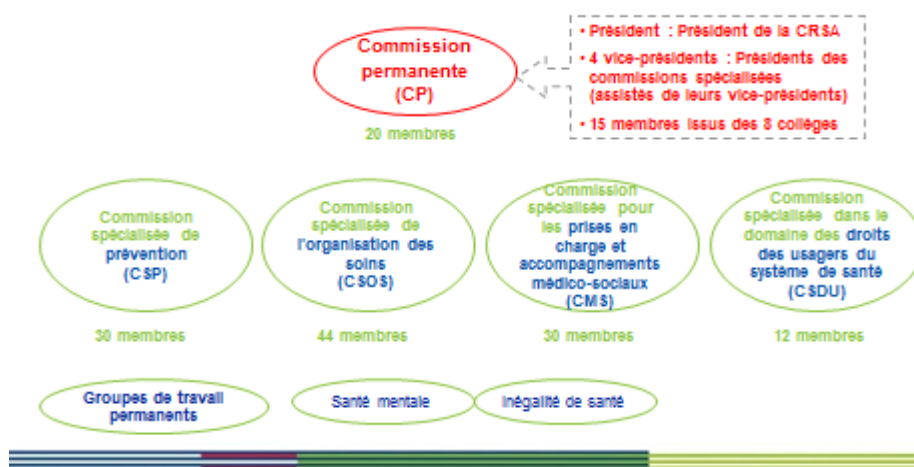 Commission
permanente
(CP)
• Président : Président de la CRSA
• 4 vice-présidents : Présidents des
commissions spécialisées
(assistés de leurs vice-présidents)
• 15 membres issus des 8 collèges
20 membres
Commission
spécialisée de
prévention
(CSP)
Commission
spécialisée de
l'organisation des
soins
(CSOS)
Commission
spécialisée pour
les prises en
charge et
accompagnements
médico-sociaux
(CMS)
Commission
spécialisée dans le
domaine des droits
des usagers du
système de santé
(CSDU)
30 membres
44 membres
30 membres
12 membres
Groupes de travail
permanents
Santé mentale
Inégalité de santé